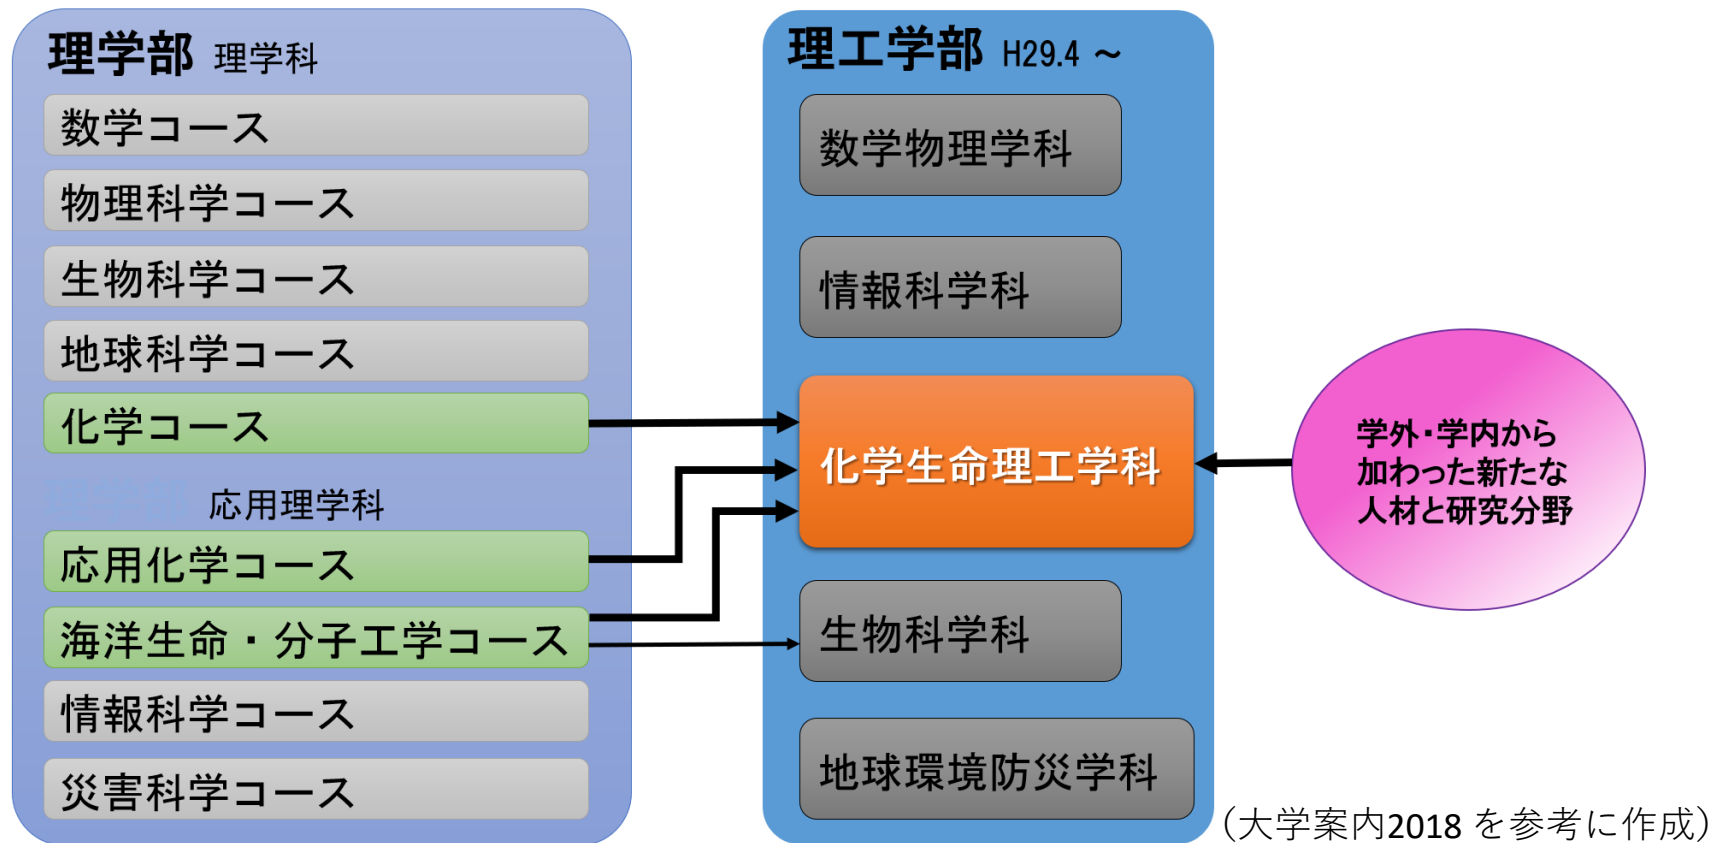 理学部 理学科
数学コース
物理科学コース
生物科学コース
地球科学コース
化学コース
応用理学科
応用化学コース
海洋生命・分子工学コース
情報科学コース
災害科学コース
理工学部 H29.4 ～
数学物理学科
情報科学科
化学生命理工学科
生物科学科
地球環境防災学科
学外・学内から
加わった新たな
人材と研究分野
（大学案内2018 を参考に作成）